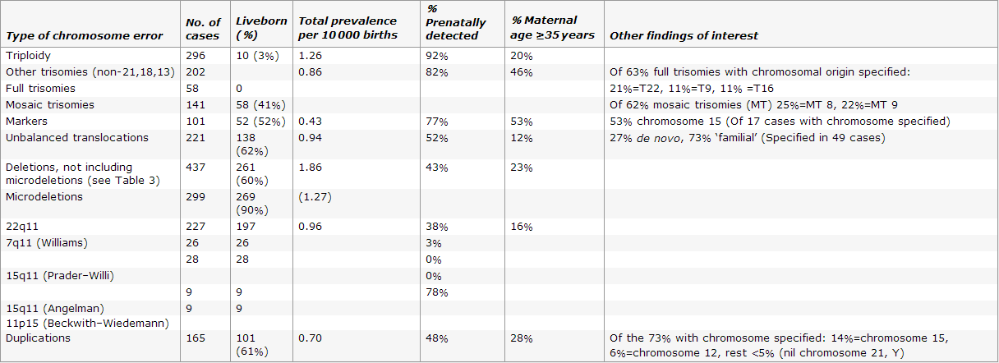 Type of chromosome error No. of cases Liveborn (%) Total prevalence per 10 000 births % Prenatally detected % Maternal age ≥35 years Other findings of interest
Triploidy 296 10 (3%) 1.26 92% 20%
Other trisomies (non-21,18,13) 202 0.86 82% 46% Of 63% full trisomies with chromosomal origin specified:
Full trisomies 58 0 21%=T22, 11%=T9, 11% =T16
Mosaic trisomies 141 58 (41%) Of 62% mosaic trisomies (MT) 25%=MT 8, 22%=MT 9
Markers 101 52 (52%) 0.43 77% 53% 53% chromosome 15 (Of 17 cases with chromosome specified)
Unbalanced translocations 221 138 0.94 52% 12% 27% de novo, 73% ‘familial’ (Specified in 49 cases)
(62%)
Deletions, not including 437 261 1.86 43% 23%
microdeletions (see Table 3) (60%)
Microdeletions 299 269 (1.27)
(90%)
22q11 227 197 0.96 38% 16%
7q11 (Williams) 26 26 3%
28 28 0%
15q11 (Prader–Willi) 0%
9 9 78%
15q11 (Angelman) 9 9
11p15 (Beckwith–Wiedemann)
Duplications 165 101 0.70 48% 28% Of the 73% with chromosome specified: 14%=chromosome 15,
(61%) 6%=chromosome 12, rest <5% (nil chromosome 21, Y)